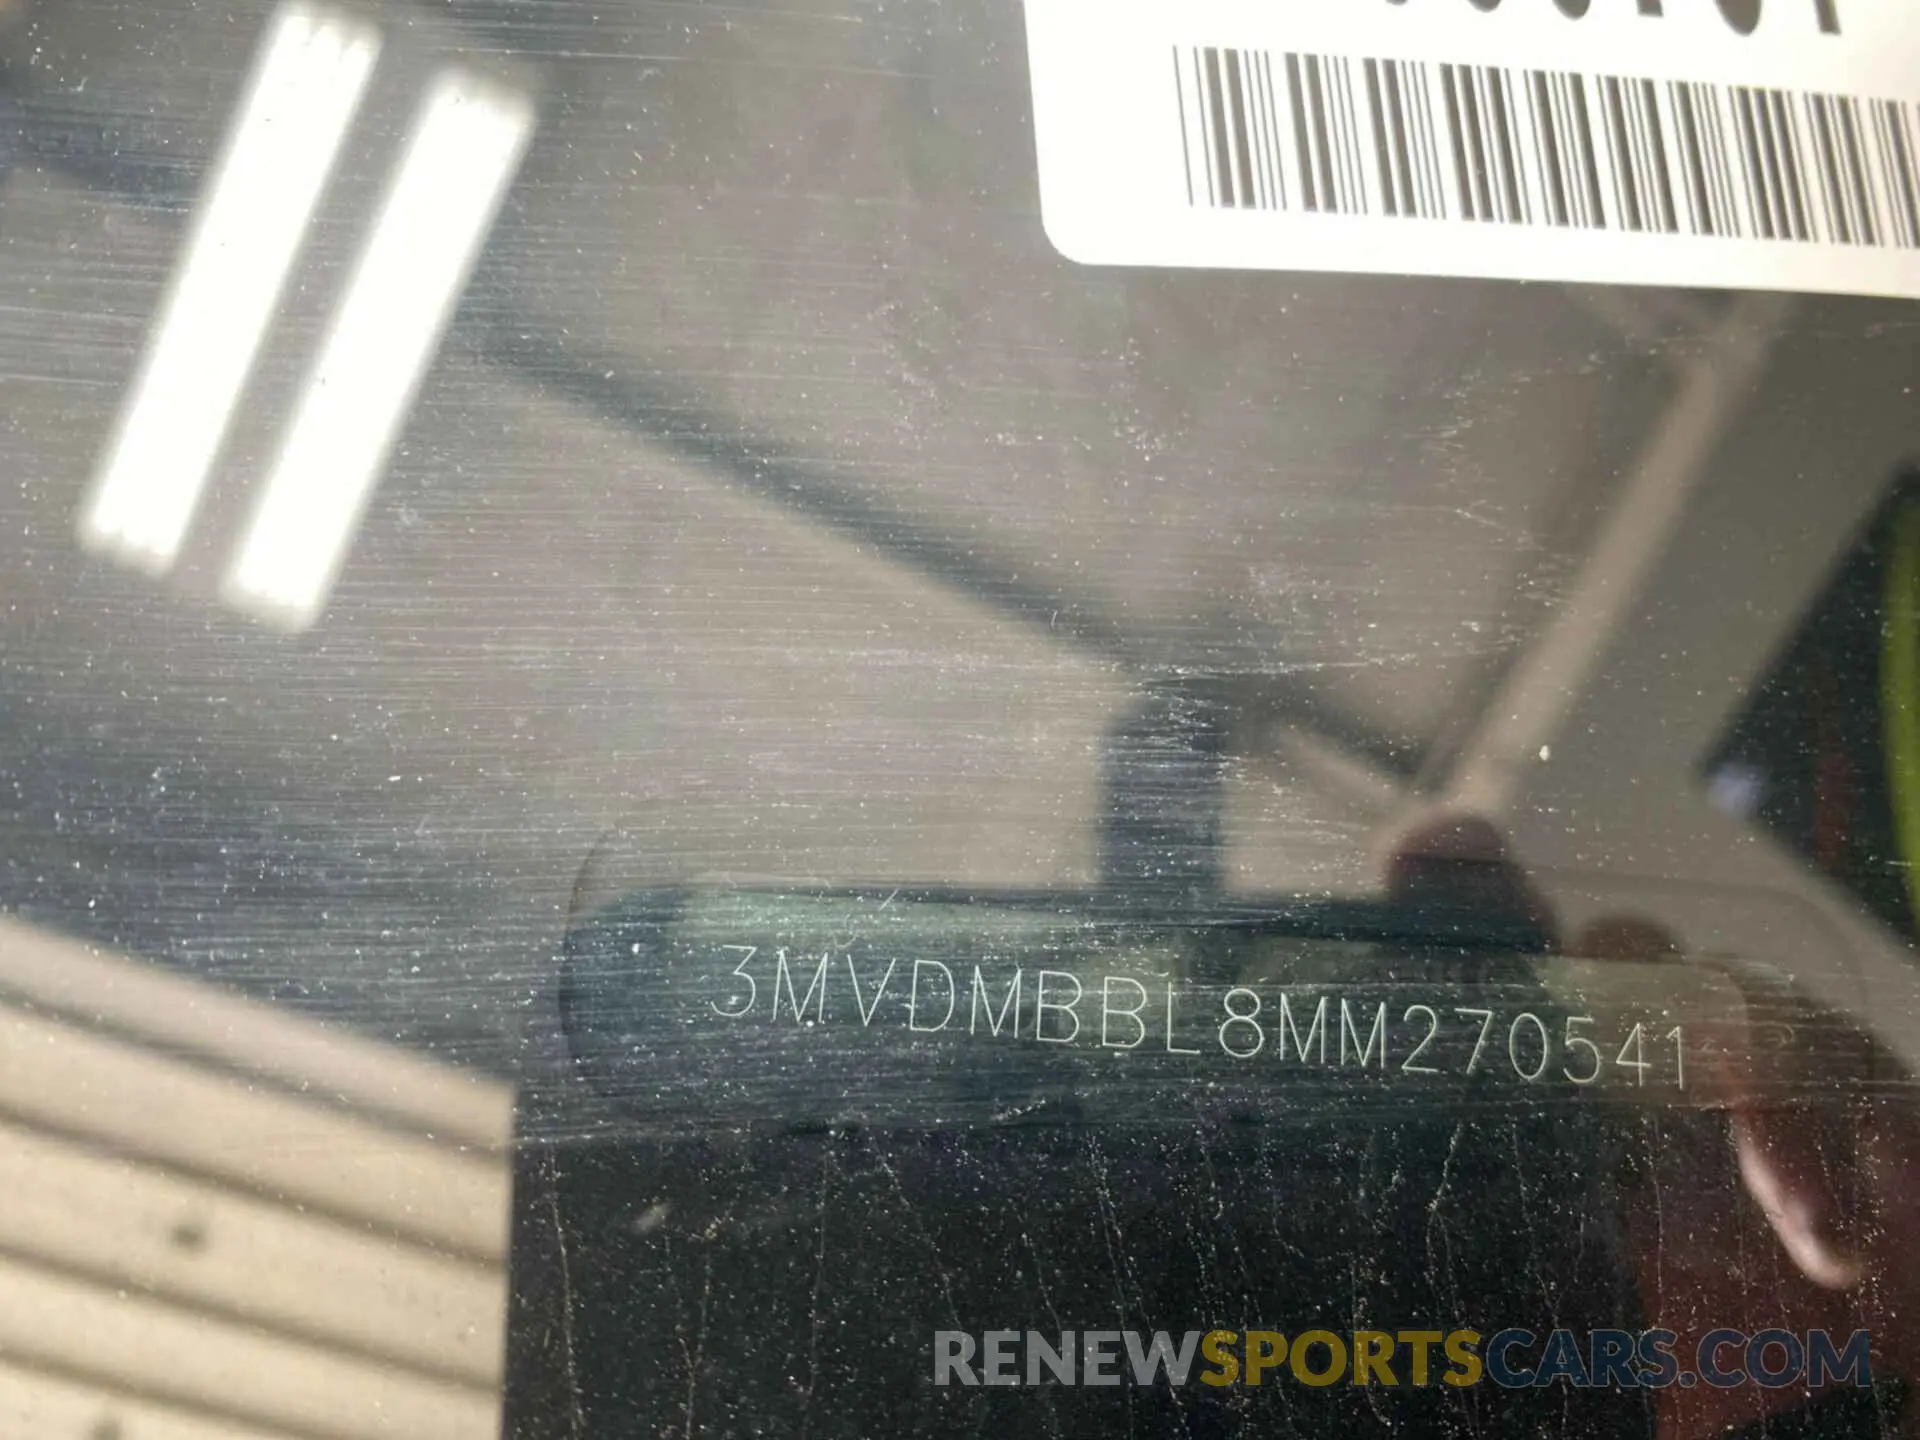 3MVDMBBL8MM270541
RENEWSPORTSCARS.COM